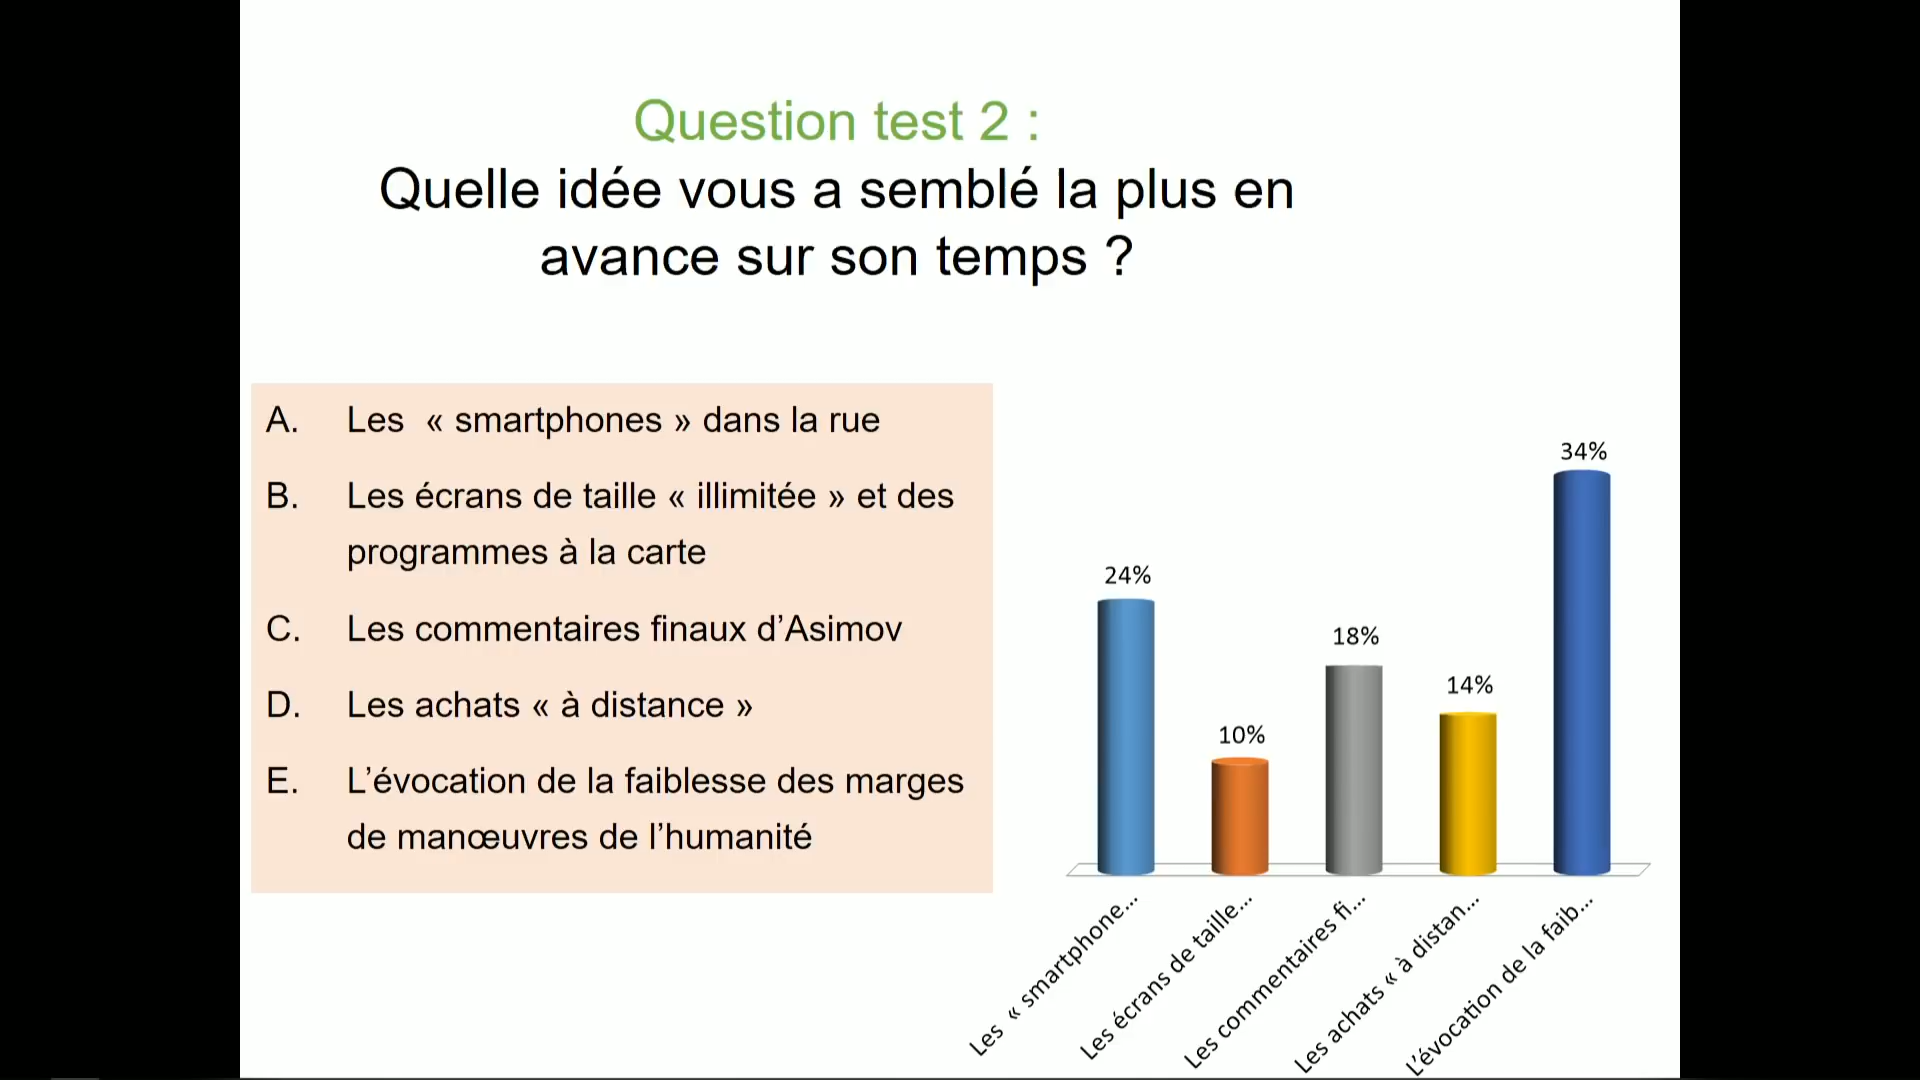 Question test 2 :
Quelle idée vous a semblé la plus en
avance sur son temps ?
A. Les « smartphones » dans la rue
B. Les écrans de taille « illimitée » et des
programmes à la carte
C. Les commentaires finaux d’Asimov
D. Les achats « à distance »
E. L’évocation de la faiblesse des marges
de manœuvres de l’humanité
24%
10%
18%
14%
34%
Les « smartphone...
Les écrans de taille...
Les commentaires fi...
Les achats « à distan...
L’évocation de la faib...